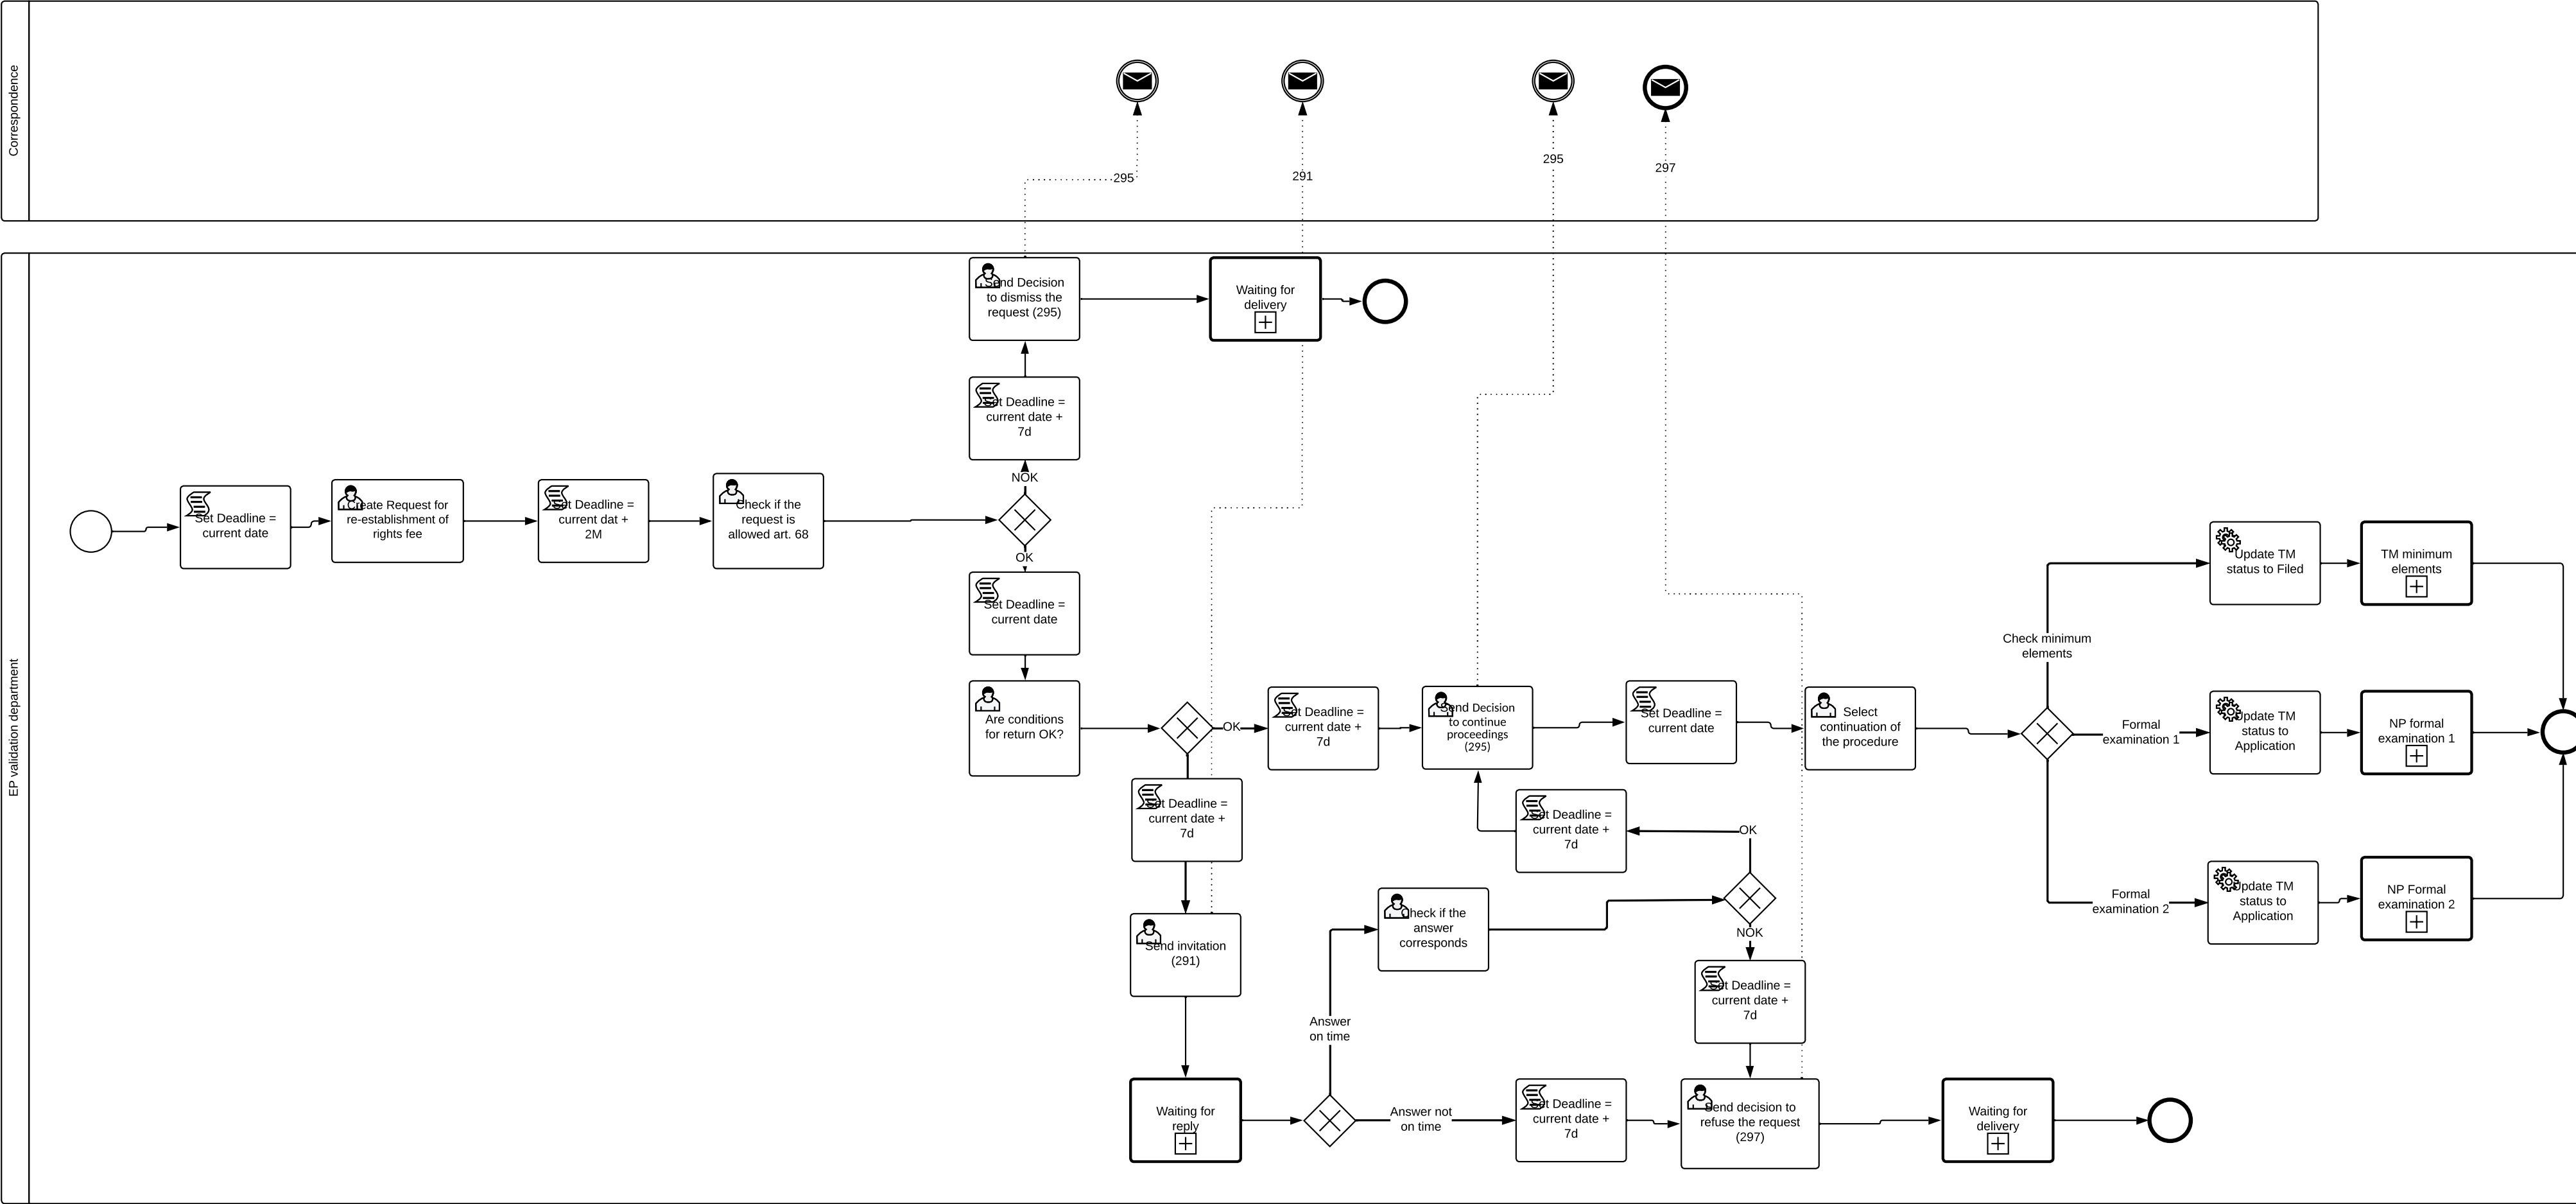 Correspondence
295
291
295
297
EP validation department
Send Decision
to dismiss the
request (295)
Waiting for
delivery
Set Deadline =
current date +
7d
NOK
Set Deadline =
current date
Create Request for
re-establishment of
rights fee
Set Deadline =
current dat +
2M
Check if the
request is
allowed art. 68
OK
Set Deadline =
current date
Are conditions
for return OK?
OK
Set Deadline =
current date +
7d
Send Decision
to continue
proceedings
(295)
Set Deadline =
current date
Select
continuation of
the procedure
Check minimum
elements
Update TM
status to Filed
TM minimum
elements
Formal
examination 1
Update TM
status to
Application
NP formal
examination 1
Formal
examination 2
Update TM
status to
Application
NP Formal
examination 2
Set Deadline =
current date +
7d
Set Deadline =
current date +
7d
OK
Check if the
answer
corresponds
NOK
Send invitation
(291)
Set Deadline =
current date +
7d
Answer
on time
Waiting for
reply
Answer not
on time
Set Deadline =
current date +
7d
Send decision to
refuse the request
(297)
Waiting for
delivery